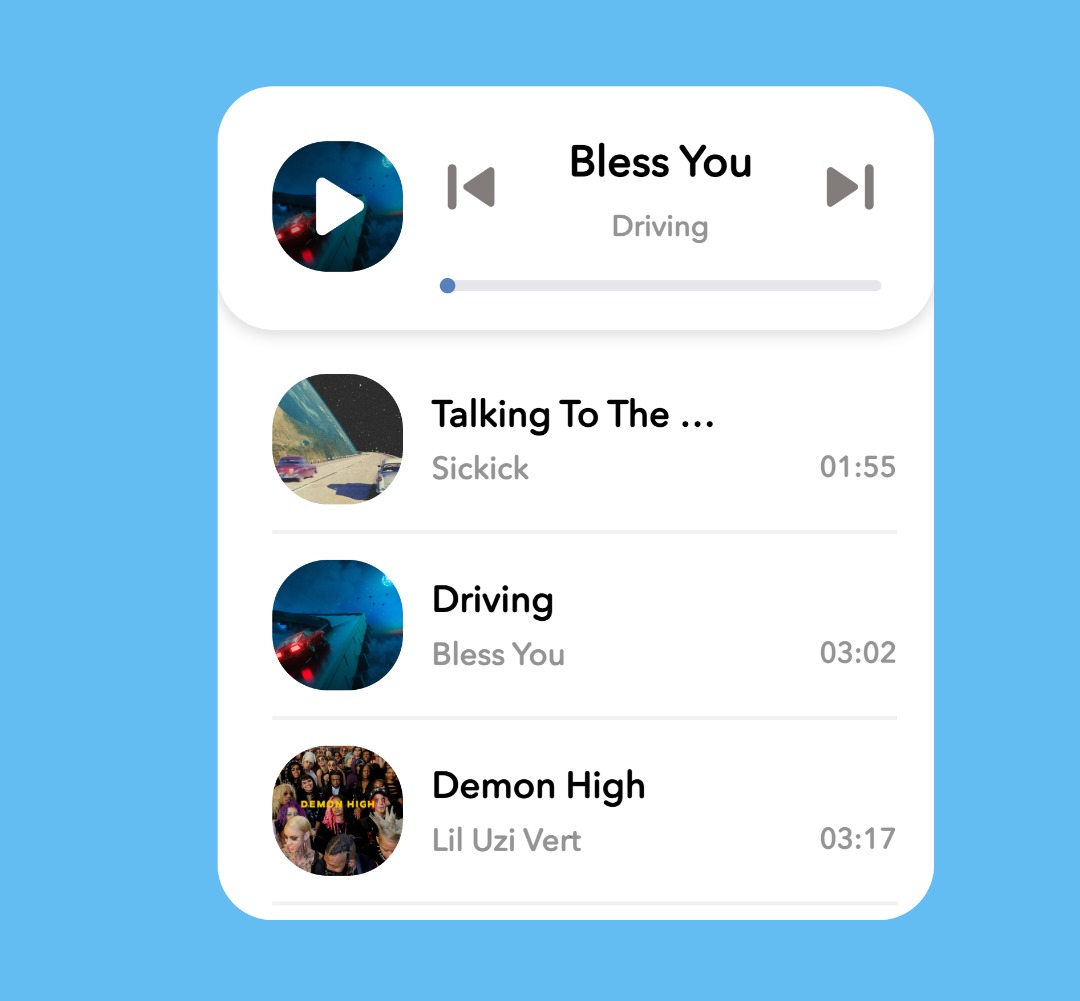 Bless You
Driving
Talking To The ...
Sickick
01:55
Driving
Bless You
03:02
DEMON HIGH
Demon High
Lil Uzi Vert
03:17